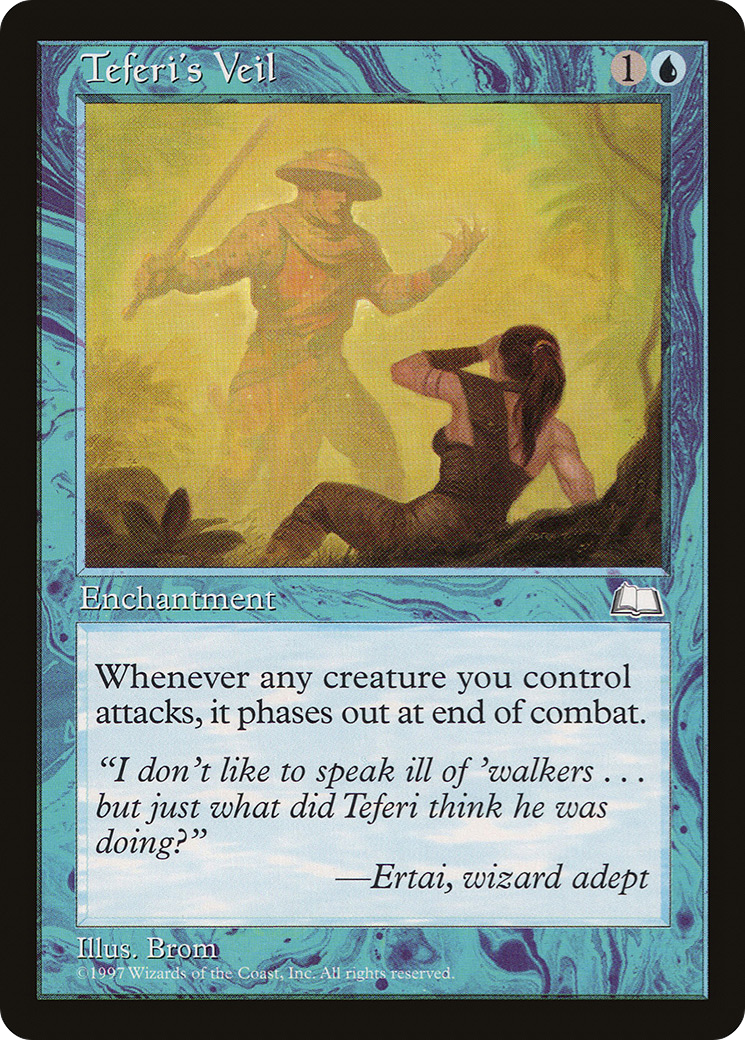 Teferi's Veil 1
Enchantment
Whenever any creature you control
attacks, it phases out at end of combat.
“I don't like to speak ill of 'walkers . . .
but just what did Teferi think he was
doing?”
—Ertai, wizard adept
Illus. Brom
©1997 Wizards of the Coast, Inc. All rights reserved.